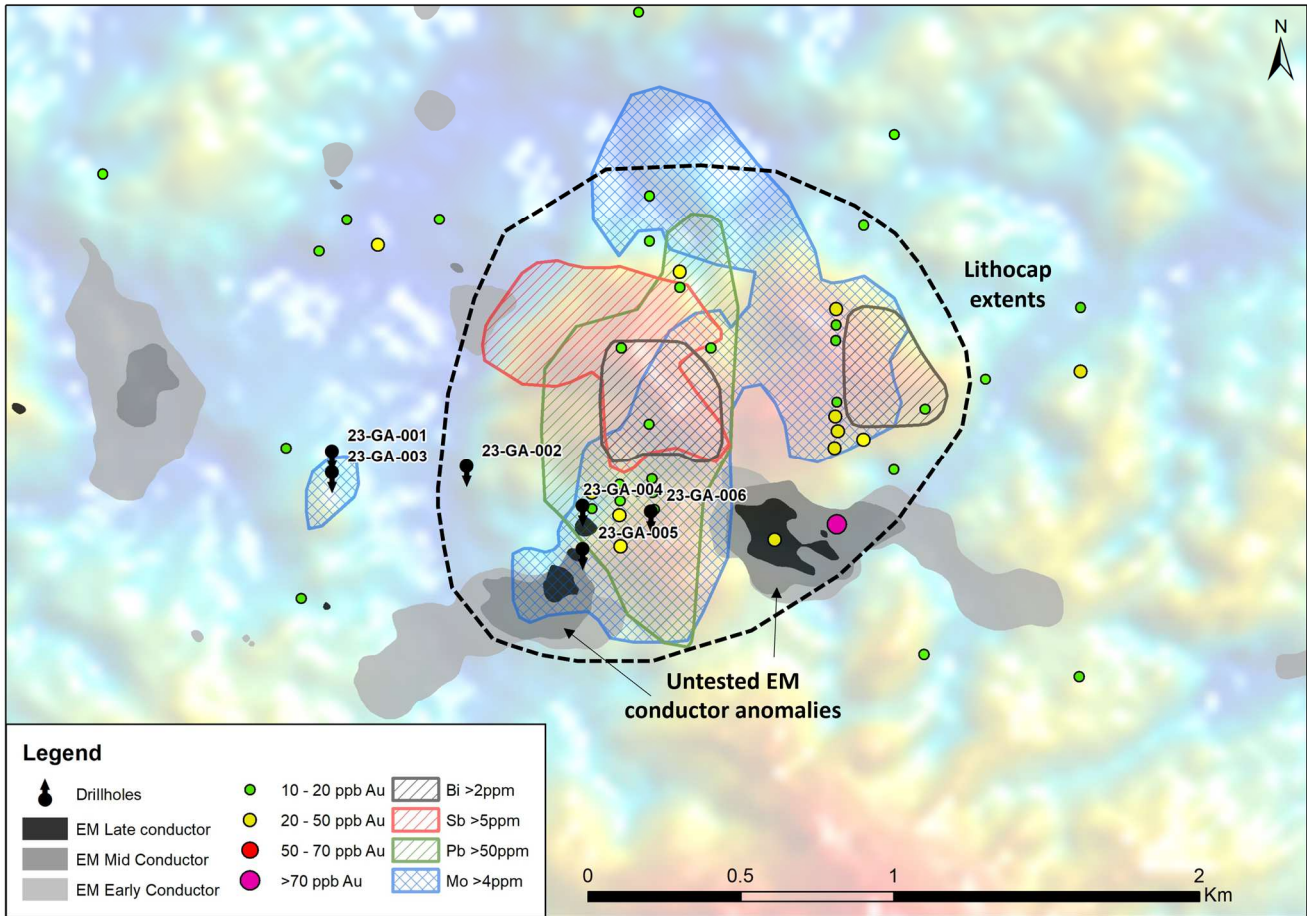 N
Lithocap
extents
23-GA-001
23-GA-003
23-GA-002
23-GA-004
23-GA-006
23-GA-005
Untested EM
conductor anomalies
Legend
Drillholes
EM Late conductor
EM Mid Conductor
EM Early Conductor
10 - 20 ppb Au
20 - 50 ppb Au
50 - 70 ppb Au
>70 ppb Au
Bi >2ppm
Sb >5ppm
Pb >50ppm
Mo >4ppm
0 0.5 1 2
Km